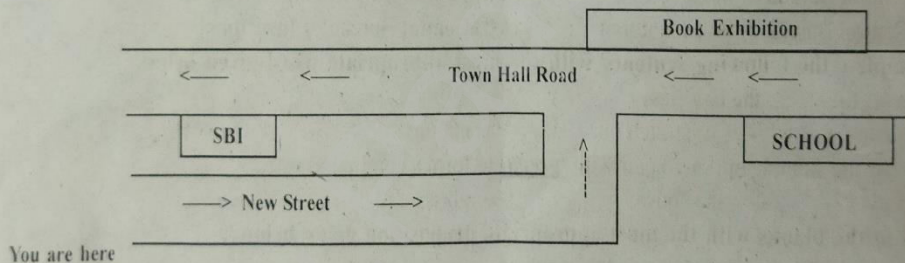 Book Exhibition
Town Hall Road
SBI
SCHOOL
New Street
You are here